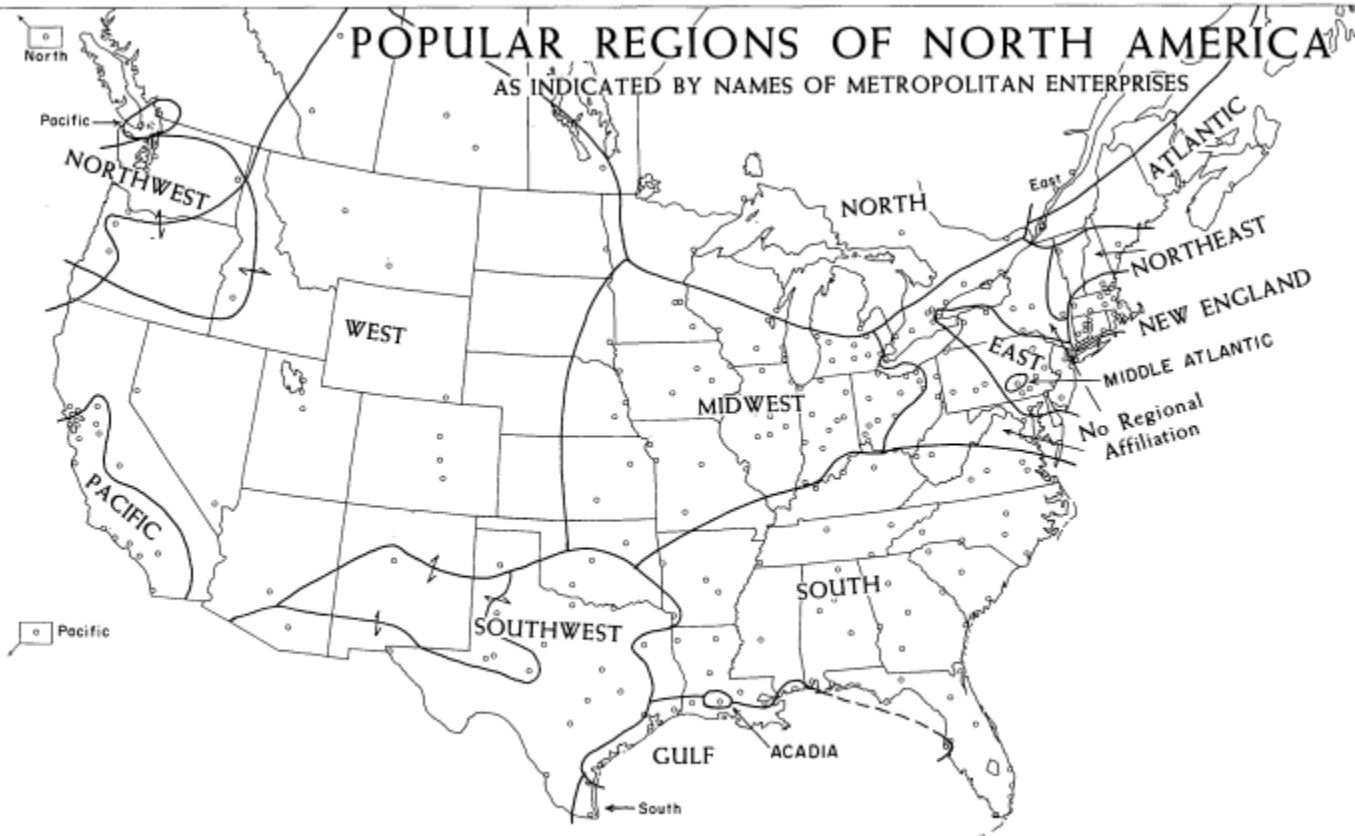 POPULAR REGIONS OF NORTH AMERICA
AS INDICATED BY NAMES OF METROPOLITAN ENTERPRISES
North
Pacific
NORTHWEST
ATLANTIC
East
NORTH
NORTHEAST
NEW ENGLAND
WEST
EAST
MIDDLE ATLANTIC
MIDWEST
No Regional
Affiliation
PACIFIC
SOUTH
Pacific
SOUTHWEST
GULF
ACADIA
South